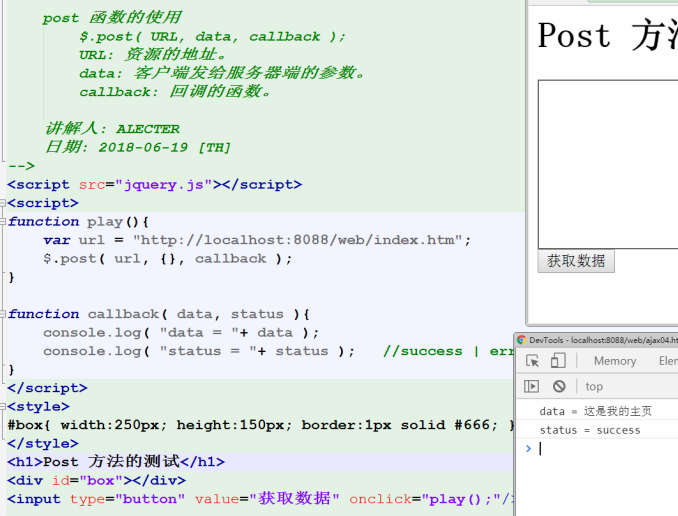 post 函数的使用
$.post( URL, data, callback );
URL: 资源的地址。
data: 客户端发给服务器端的参数。
callback: 回调的函数。
讲解人: ALECTER
日期: 2018-06-19 [TH]
-->
<script src="jquery.js"></script>
<script>
function play(){
var url = "http://localhost:8088/web/index.htm";
$.post( url, {}, callback );
}
function callback( data, status ){
console.log( "data = "+ data );
console.log( "status = "+ status ); //success | err
}
</script>
<style>
#box{ width:250px; height:150px; border:1px solid #666; }
</style>
<h1>Post 方法的测试</h1>
<div id="box"></div>
<input type="button" value="获取数据" onclick="play();"/>
Post 方
获取数据
DevTools - localhost:8088/web/ajax04.ht
Memory
top
data = 这是我的主页
status = success
>